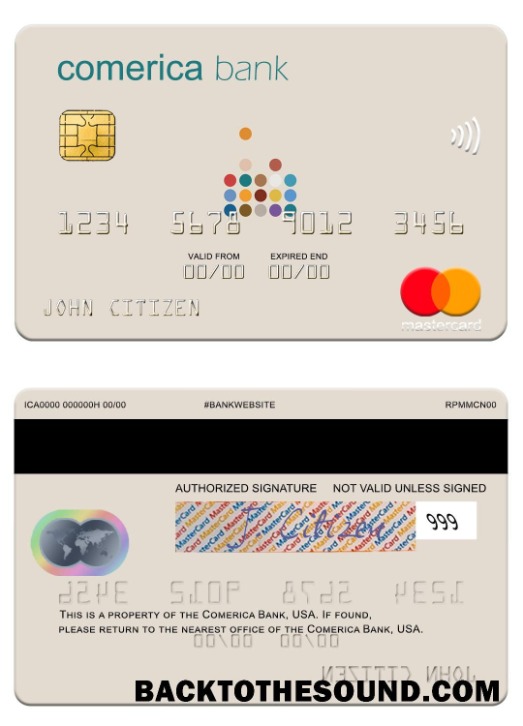 comerica bank
1234 5678 9012 3456
VALID FROM EXPIRED END
00/00 00/00
JOHN CITIZEN
mastercard
ICA0000 000000H 00/00 #BANKWEBSITE RPMMCN00
AUTHORIZED SIGNATURE NOT VALID UNLESS SIGNED
J. Citizen 999
THIS IS A PROPERTY OF THE COMERICA BANK, USA. IF FOUND,
PLEASE RETURN TO THE NEAREST OFFICE OF THE COMERICA BANK, USA.
BACKTOTHESOUND.COM